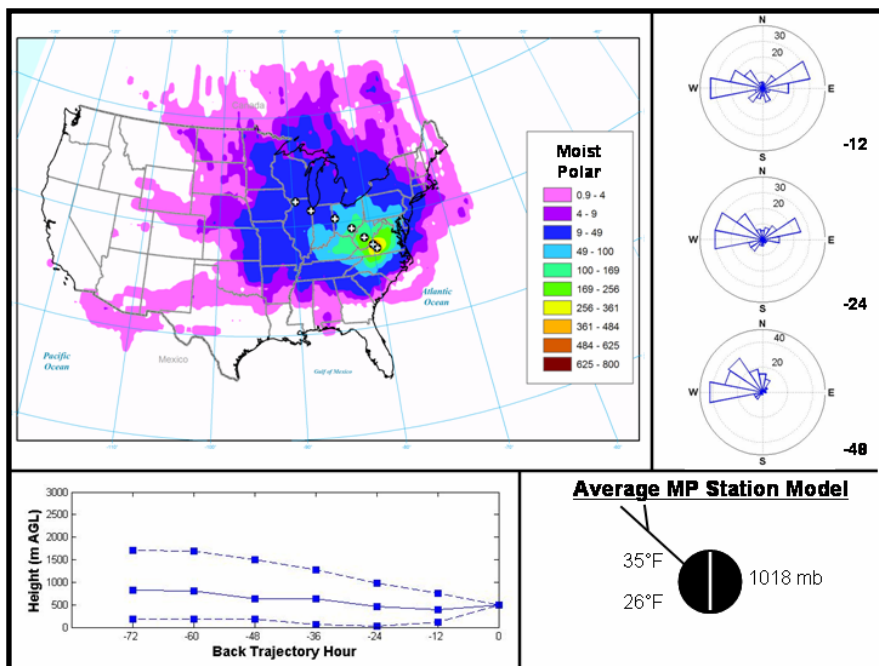 Canada
Mexico
Pacific
Ocean
Atlantic
Ocean
Gulf of Mexico
Moist
Polar
0.9 - 4
4 - 9
9 - 49
49 - 100
100 - 169
169 - 256
256 - 361
361 - 484
484 - 625
625 - 800
N
30
20
W
E
S
-12
N
30
20
W
E
S
-24
N
40
20
W
E
S
-48
Height (m AGL)
3000
2500
2000
1500
1000
500
0
-72
-60
-48
-36
-24
-12
0
Back Trajectory Hour
Average MP Station Model
35°F
1018 mb
26°F